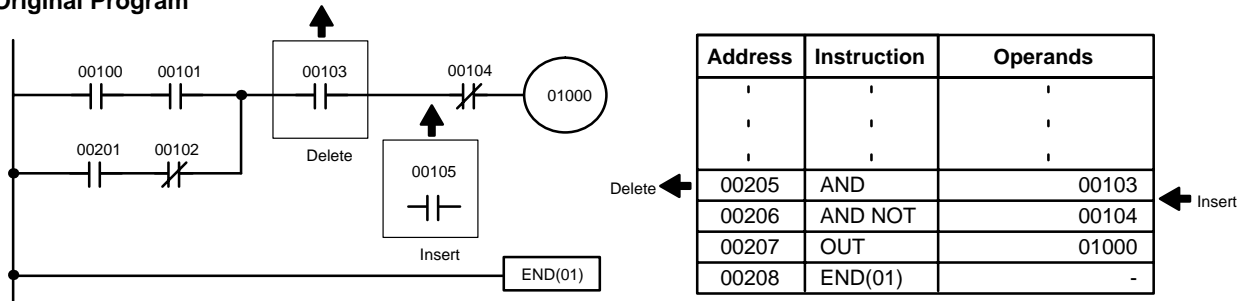 Original Program
00100 00101 00103 00104
01000
00201 00102
Delete
00105
Insert
END(01)
Address Instruction Operands
Delete 00205 AND 00103
Insert
00206 AND NOT 00104
00207 OUT 01000
00208 END(01) -